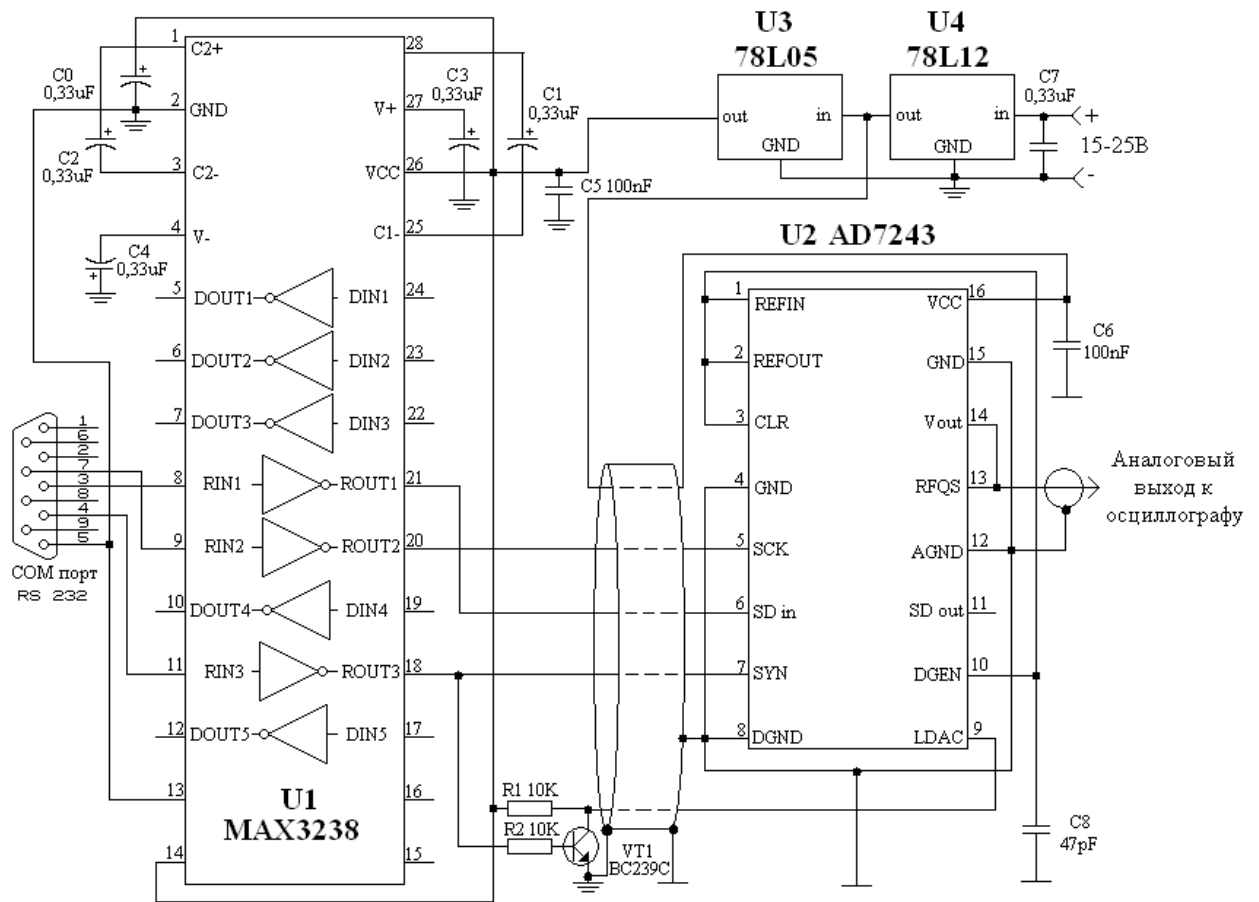 U3
78L05
U4
78L12
C7
0,33uF
out
in
GND
out
in
GND
+
15-25В
-
1
C2+
28
C0
0,33uF
C3
0,33uF
C1
0,33uF
2
GND
V+
27
C2
0,33uF
3
C2-
VCC
26
C5 100nF
4
V-
C1-
25
C4
0,33uF
U2 AD7243
5
DOUT1
DIN1
24
6
DOUT2
DIN2
23
7
DOUT3
DIN3
22
8
RIN1
ROUT1
21
9
RIN2
ROUT2
20
10
DOUT4
DIN4
19
11
RIN3
ROUT3
18
12
DOUT5
DIN5
17
13
16
14
15
U1
MAX3238
1
6
2
7
3
8
4
9
5
COM порт
RS 232
1
REFIN
VCC
16
C6
100nF
2
REFOUT
GND
15
3
CLR
Vout
14
4
GND
RFQS
13
Аналоговый
выход к
осциллографу
5
SCK
AGND
12
6
SD in
SD out
11
7
SYN
DGEN
10
8
DGND
LDAC
9
R1 10K
R2 10K
VT1
BC239C
C8
47pF